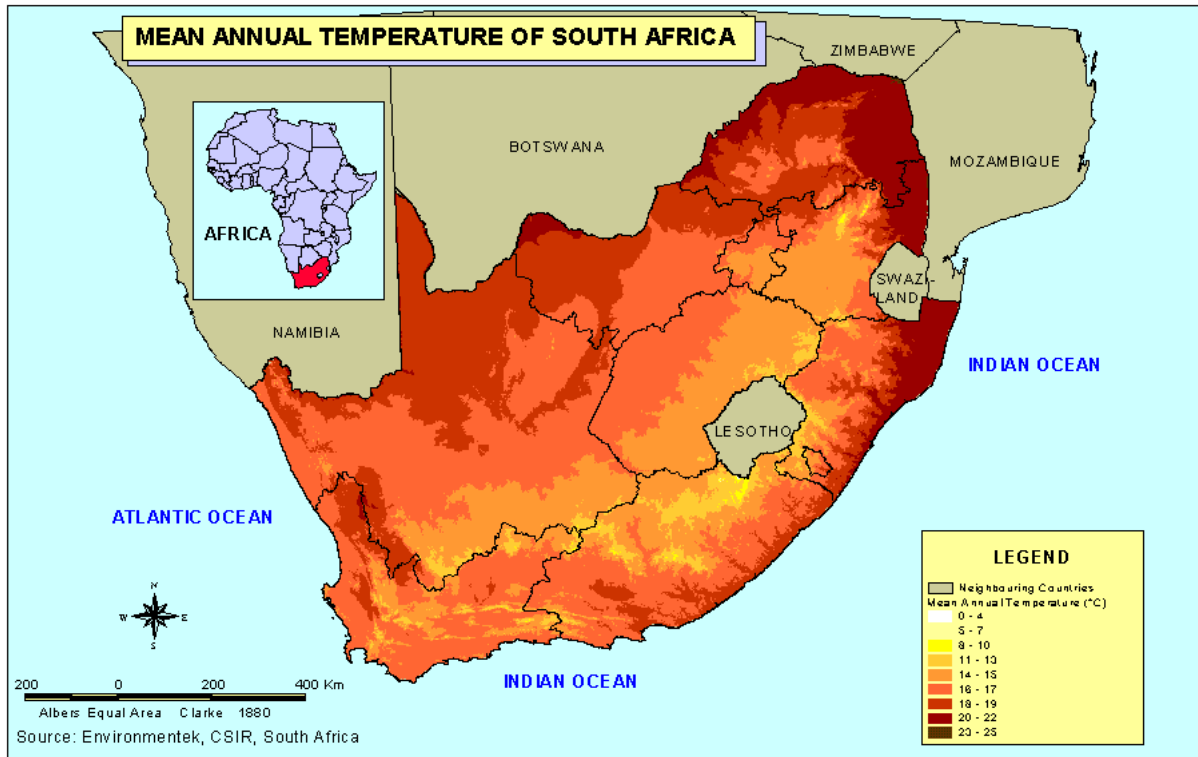 MEAN ANNUAL TEMPERATURE OF SOUTH AFRICA
ZIMBABWE
BOTSWANA
MOZAMBIQUE
AFRICA
SWAZI-
LAND
NAMIBIA
INDIAN OCEAN
LESOTHO
ATLANTIC OCEAN
LEGEND
Neighbouring Countries
Mean Annual Temperature (°C)
0 - 4
5 - 7
8 - 10
11 - 13
14 - 15
16 - 17
18 - 19
20 - 22
23 - 25
N
W E
S
INDIAN OCEAN
200 0 200 400 Km
Albers Equal Area Clarke 1880
Source: Environmentek, CSIR, South Africa